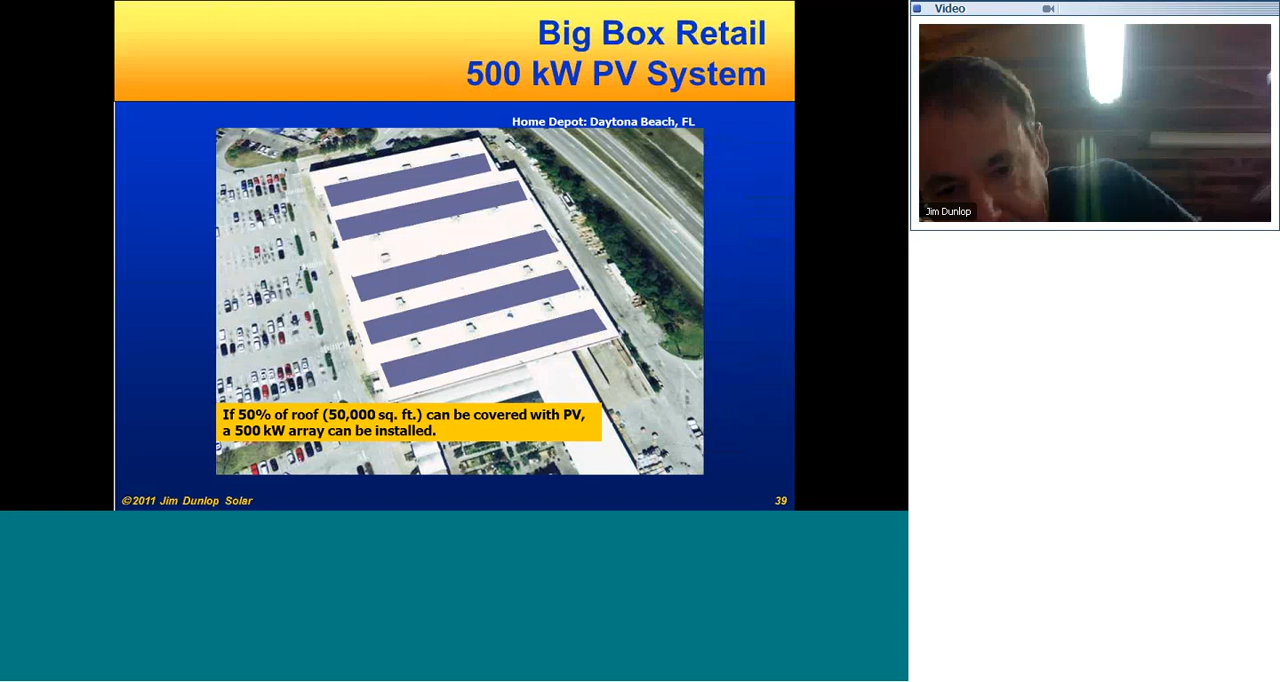 Big Box Retail
500 kW PV System
Home Depot: Daytona Beach, FL
If 50% of roof (50,000 sq. ft.) can be covered with PV,
a 500 kW array can be installed.
©2011 Jim Dunlop Solar
39
Video
Jim Dunlop